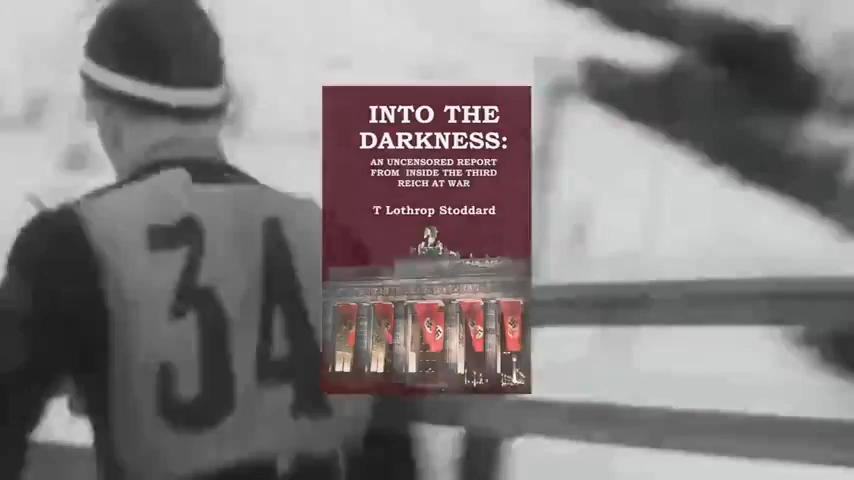 34
INTO THE
DARKNESS:
AN UNCENSORED REPORT
FROM INSIDE THE THIRD
REICH AT WAR
T Lothrop Stoddard